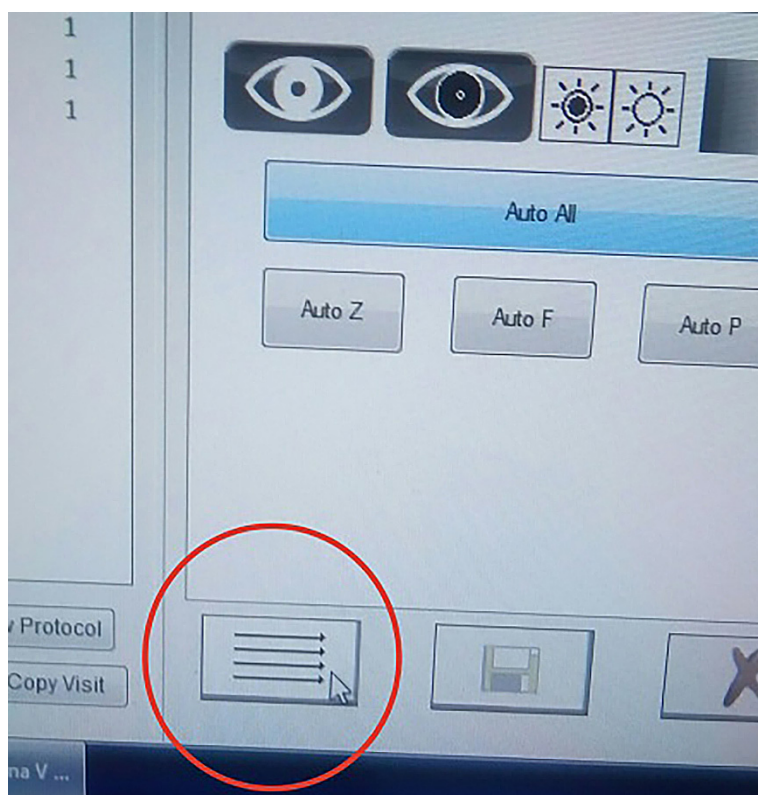 1
1
1
Auto All
Auto Z
Auto F
Auto P
Protocol
Copy Visit
na V ...